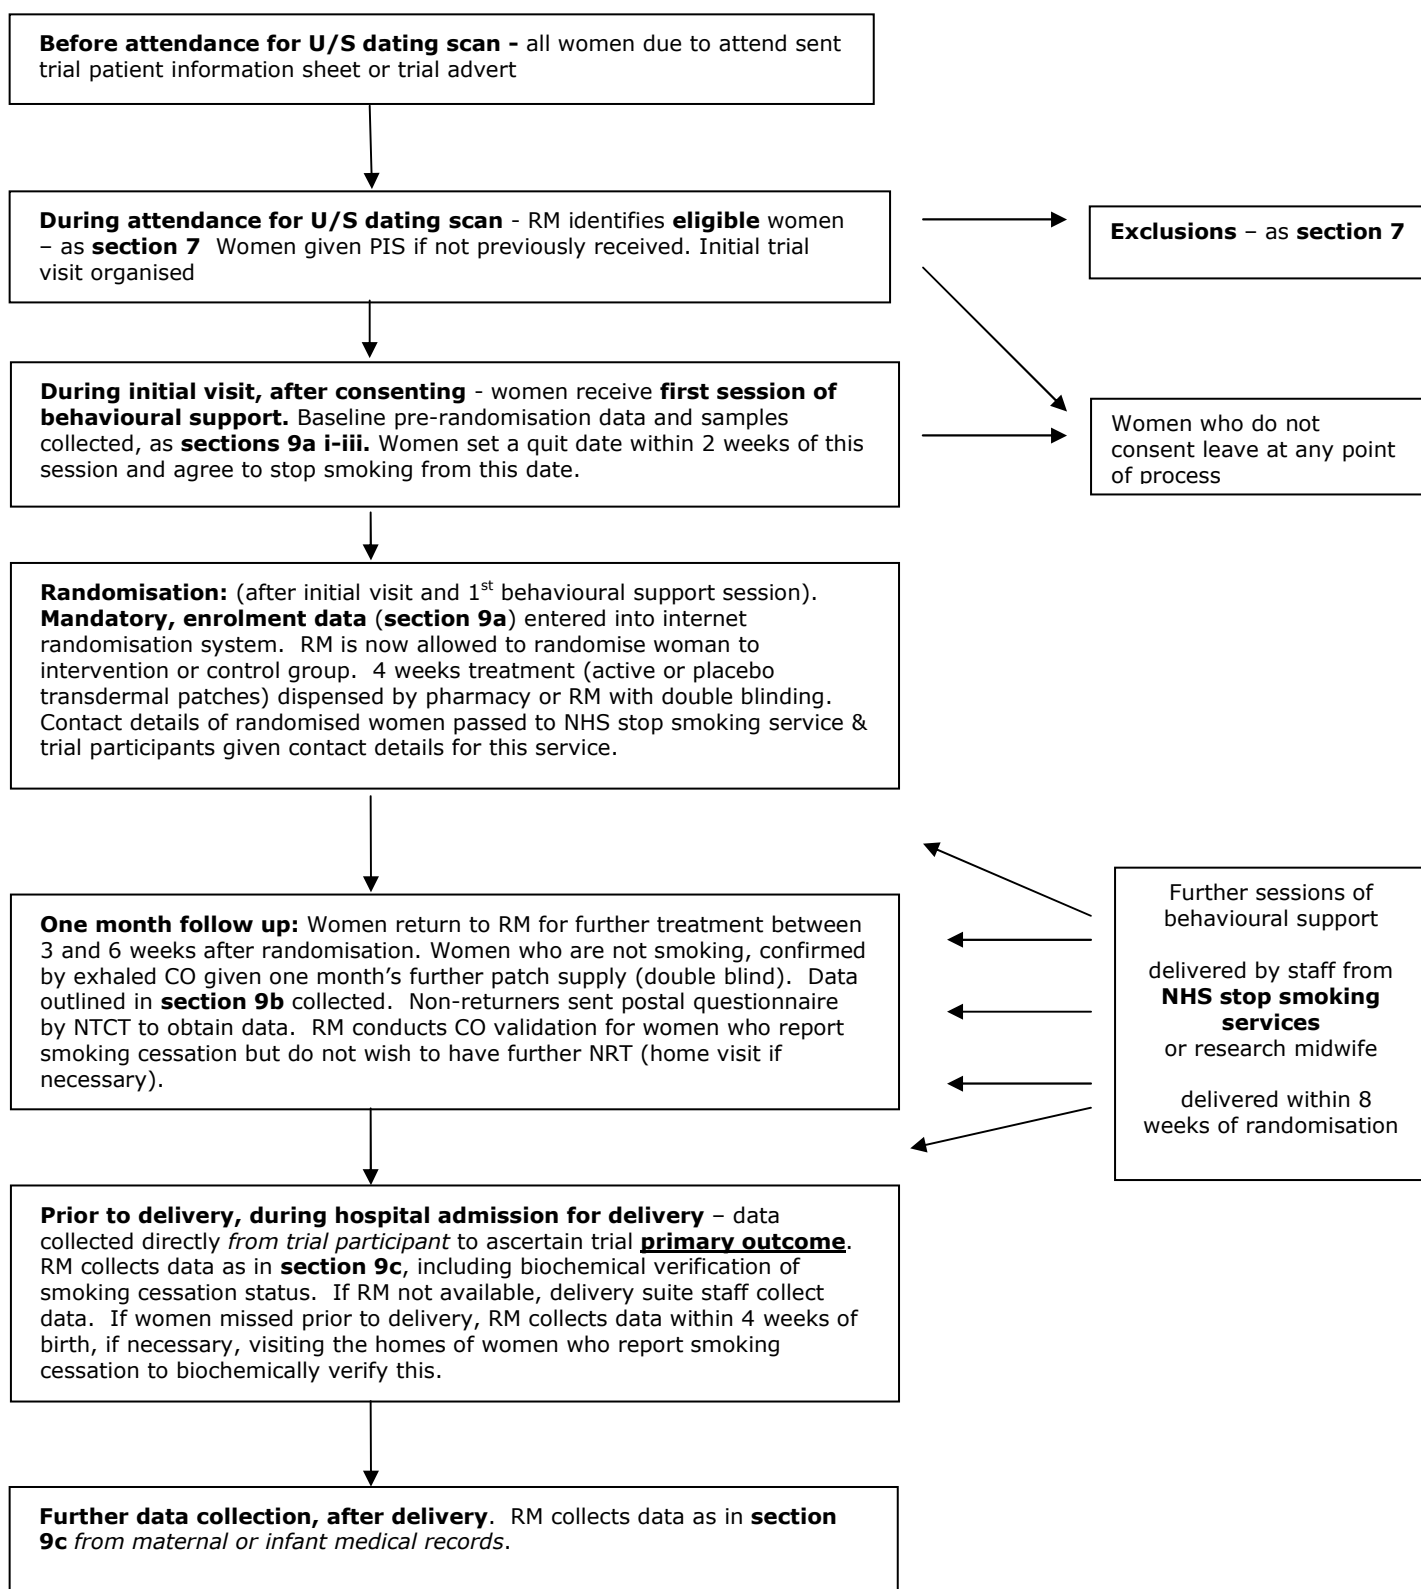 Before attendance for U/S dating scan - all women due to attend sent
trial patient information sheet or trial advert
During attendance for U/S dating scan - RM identifies eligible women
– as section 7  Women given PIS if not previously received. Initial trial
visit organised
Exclusions – as section 7
During initial visit, after consenting - women receive first session of
behavioural support. Baseline pre-randomisation data and samples
collected, as sections 9a i-iii. Women set a quit date within 2 weeks of this
session and agree to stop smoking from this date.
Women who do not
consent leave at any point
of process
Randomisation: (after initial visit and 1st behavioural support session).
Mandatory, enrolment data (section 9a) entered into internet
randomisation system.  RM is now allowed to randomise woman to
intervention or control group.  4 weeks treatment (active or placebo
transdermal patches) dispensed by pharmacy or RM with double blinding.
Contact details of randomised women passed to NHS stop smoking service &
trial participants given contact details for this service.
One month follow up: Women return to RM for further treatment between
3 and 6 weeks after randomisation. Women who are not smoking, confirmed
by exhaled CO given one month's further patch supply (double blind).  Data
outlined in section 9b collected.  Non-returners sent postal questionnaire
by NTCT to obtain data.  RM conducts CO validation for women who report
smoking cessation but do not wish to have further NRT (home visit if
necessary).
Further sessions of
behavioural support
delivered by staff from
NHS stop smoking
services
or research midwife
delivered within 8
weeks of randomisation
Prior to delivery, during hospital admission for delivery – data
collected directly from trial participant to ascertain trial primary outcome.
RM collects data as in section 9c, including biochemical verification of
smoking cessation status.  If RM not available, delivery suite staff collect
data.  If women missed prior to delivery, RM collects data within 4 weeks of
birth, if necessary, visiting the homes of women who report smoking
cessation to biochemically verify this.
Further data collection, after delivery.  RM collects data as in section
9c from maternal or infant medical records.